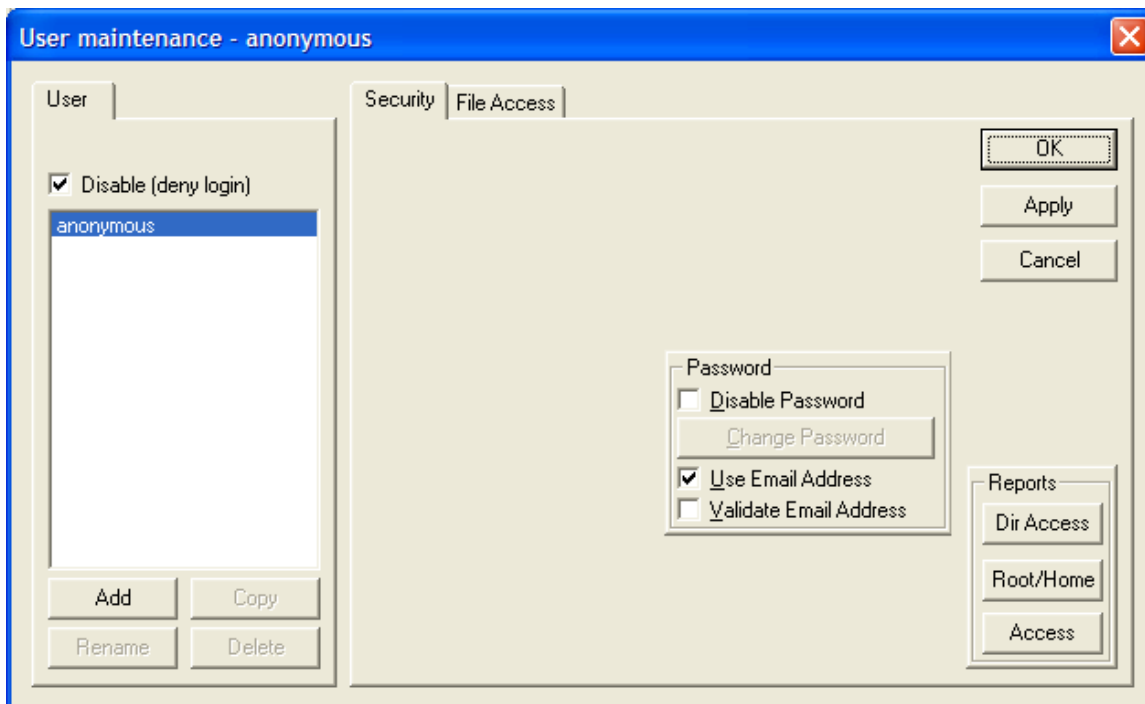 User maintenance - anonymous
User
Security
File Access
Disable (deny login)
anonymous
Add
Copy
Rename
Delete
OK
Apply
Cancel
Password
Disable Password
Change Password
Use Email Address
Validate Email Address
Reports
Dir Access
Root/Home
Access